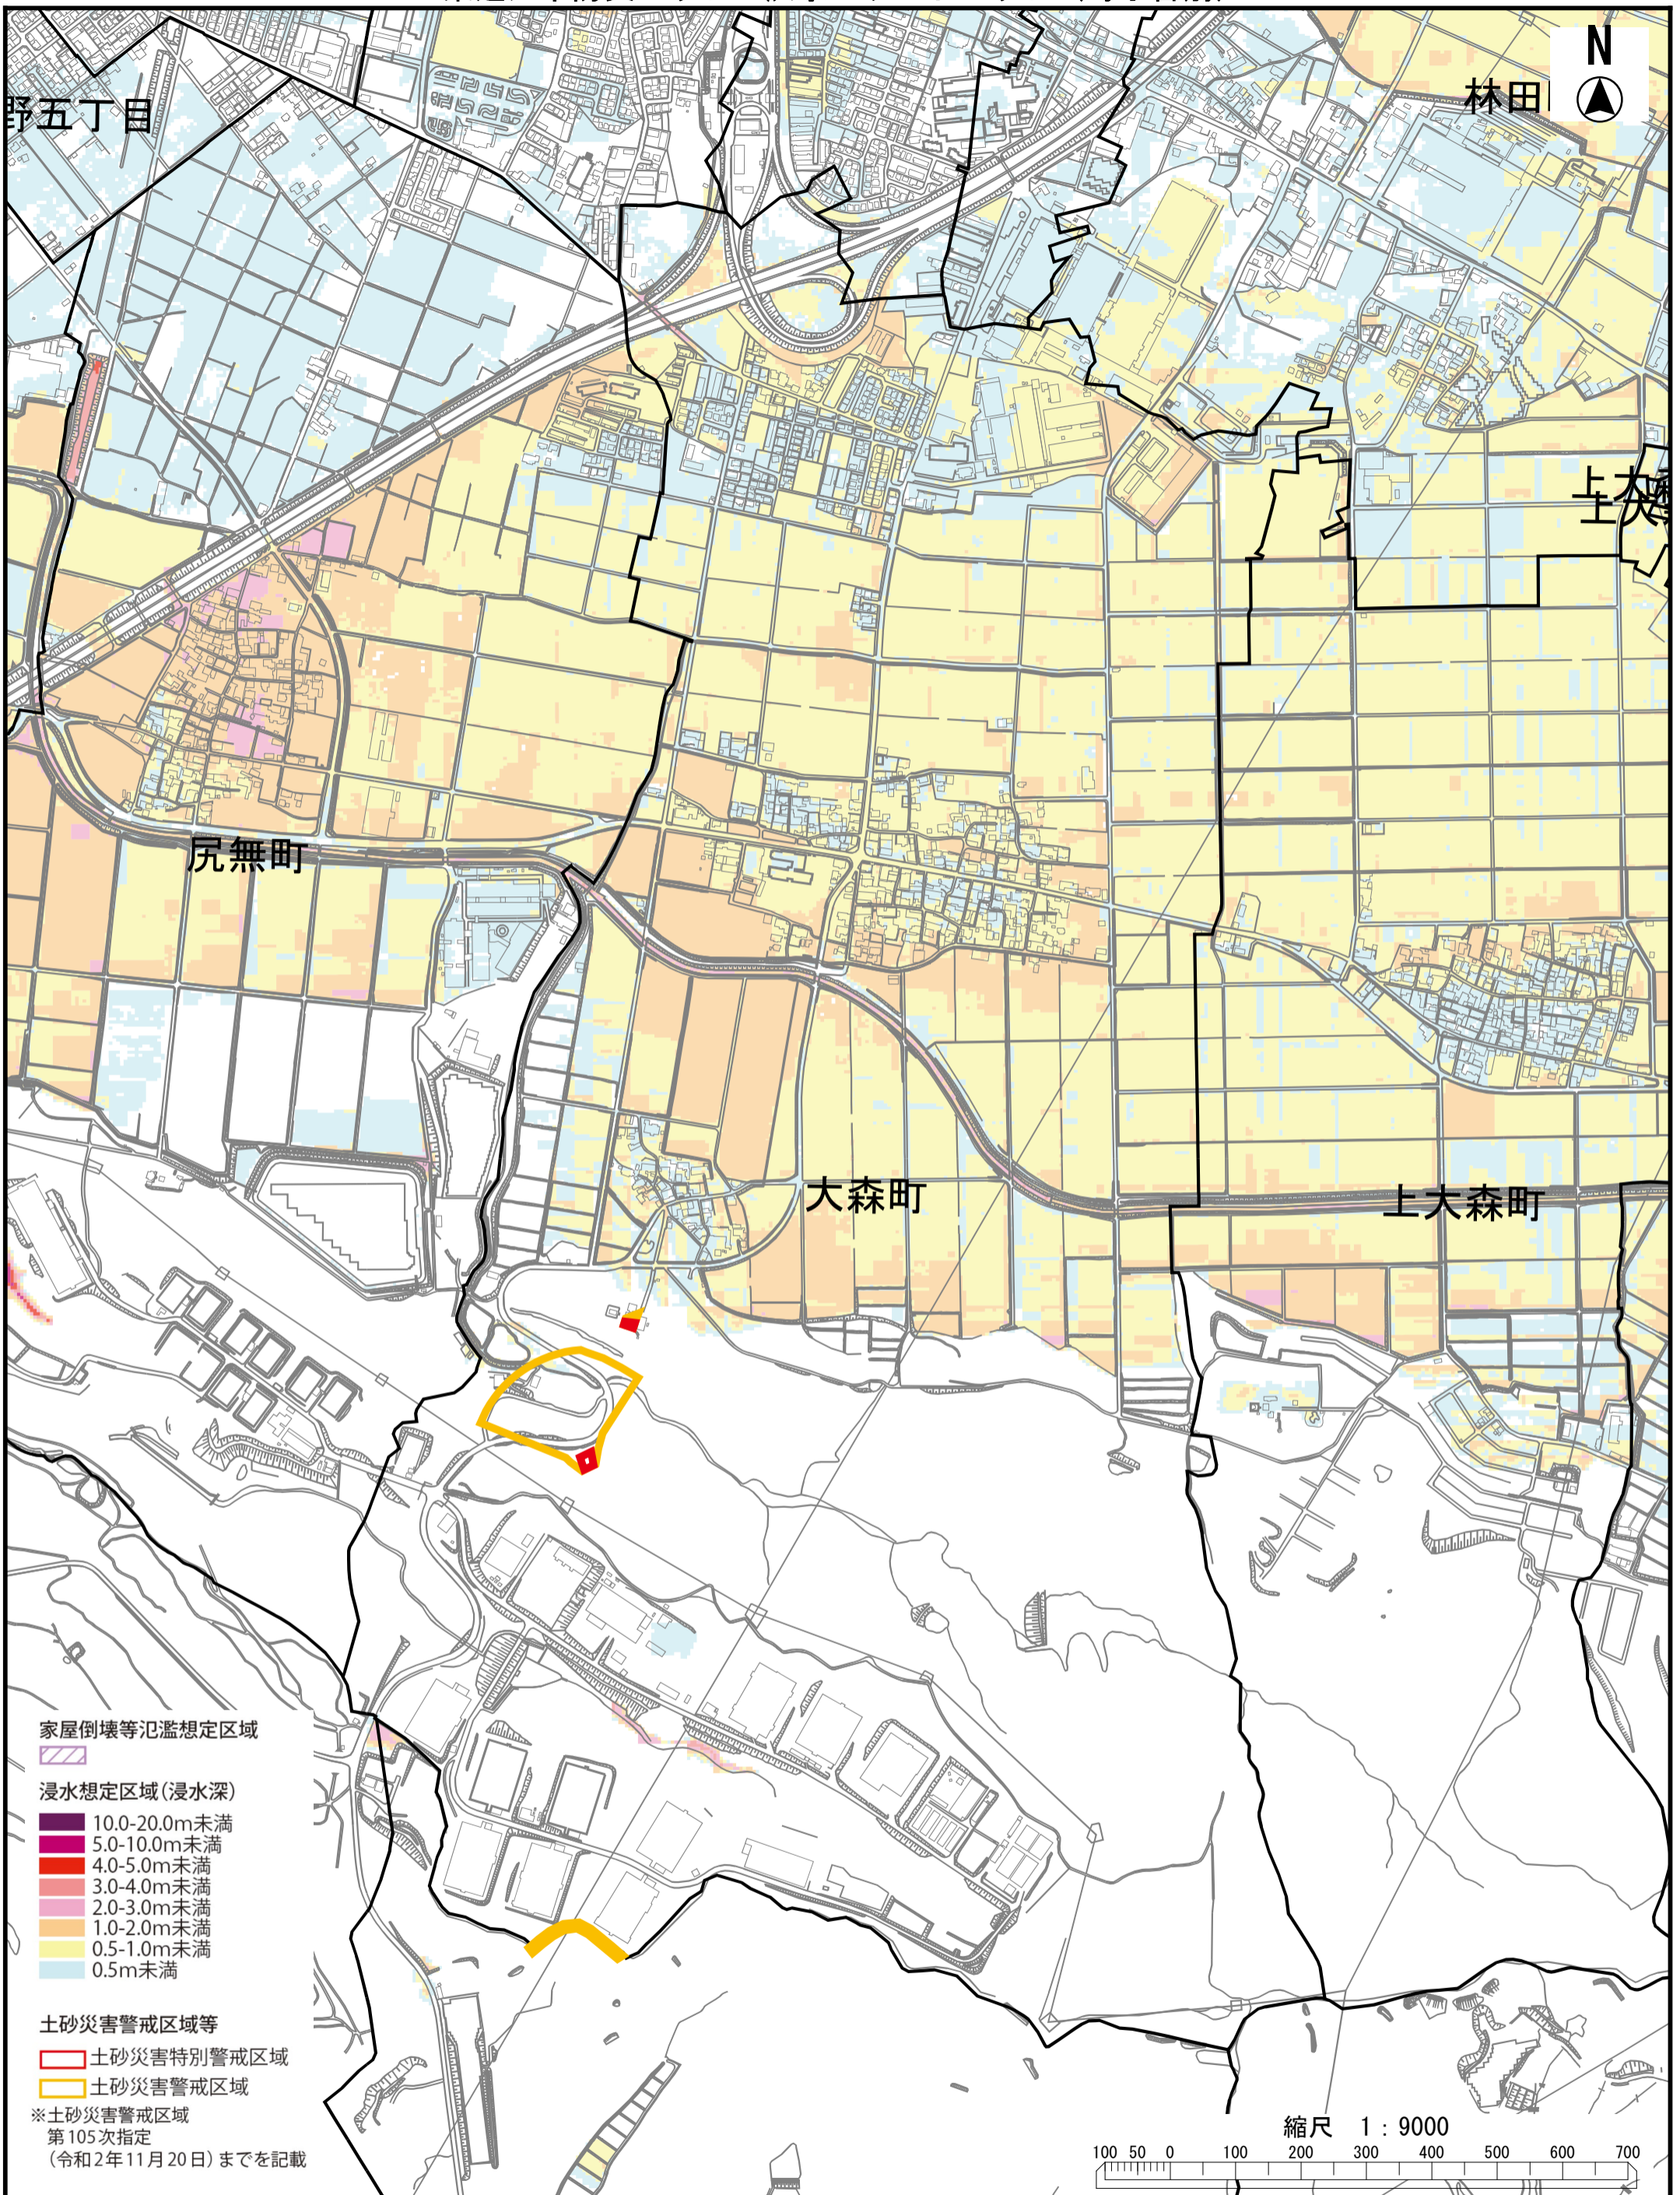 N
林田
野五丁目
上大
上大
尻無町
大森町
上大森町
家屋倒壊等氾濫想定区域
浸水想定区域(浸水深)
10.0-20.0m未満
5.0-10.0m未満
4.0-5.0m未満
3.0-4.0m未満
2.0-3.0m未満
1.0-2.0m未満
0.5-1.0m未満
0.5m未満
土砂災害警戒区域等
土砂災害特別警戒区域
土砂災害警戒区域
※土砂災害警戒区域
第105次指定
(令和2年11月20日)までを記載
縮尺 1:9000
100 50 0 100 200 300 400 500 600 700